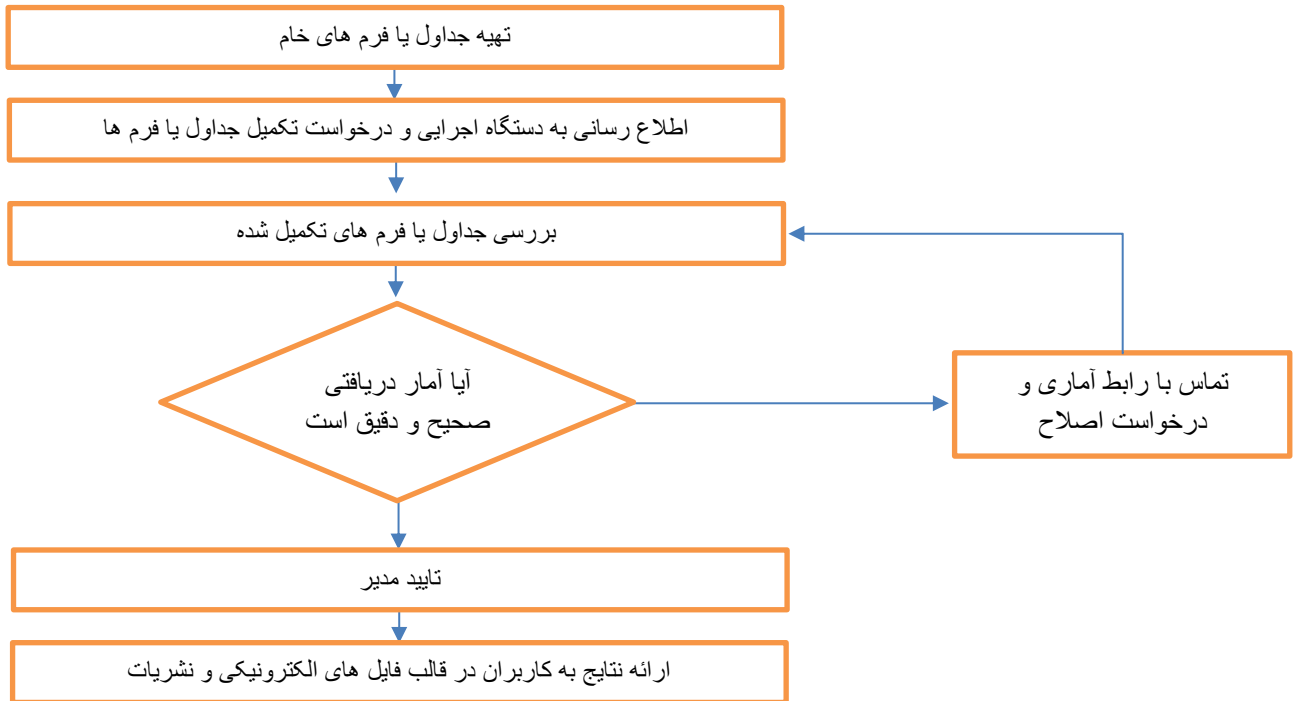 تهیه جداول یا فرم های خام
اطلاع رسانی به دستگاه اجرایی و درخواست تکمیل جداول یا فرم ها
بررسی جداول یا فرم های تکمیل شده
آیا آمار دریافتی
صحیح و دقیق است
تماس با رابط آماری و
درخواست اصلاح
تایید مدیر
ارائه نتایج به کاربران در قالب فایل های الکترونیکی و نشریات